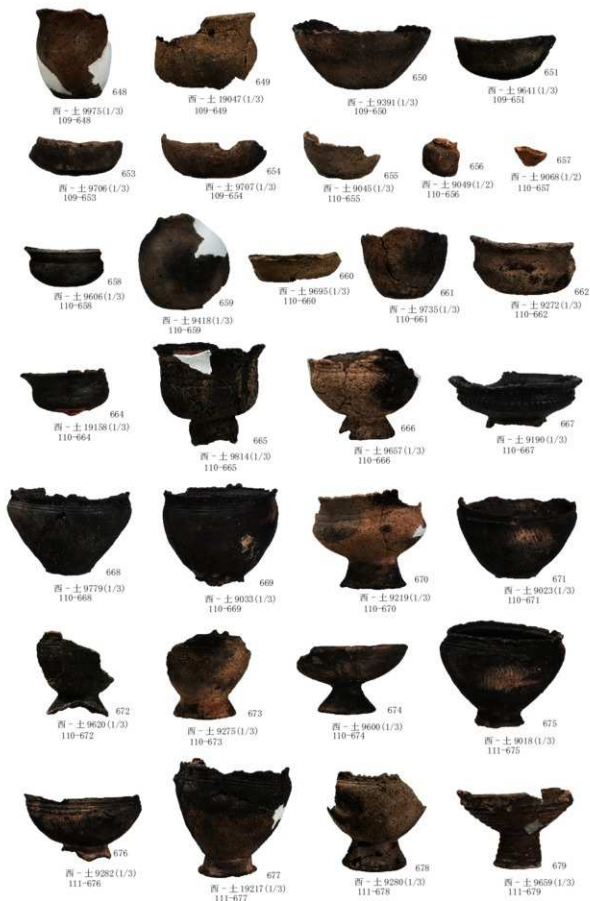 648
西-土 9975(1/3)
109-648
649
西-土 19047(1/3)
109-649
650
西-土 9391(1/3)
109-650
651
西-土 9641(1/3)
109-651
653
西-土 9706(1/3)
109-653
654
西-土 9707(1/3)
109-654
655
西-土 9045(1/3)
110-655
656
西-土 9049(1/2)
110-656
657
西-土 9068(1/2)
110-657
658
西-土 9606(1/3)
110-658
659
西-土 9418(1/3)
110-659
660
西-土 9695(1/3)
110-660
661
西-土 9735(1/3)
110-661
662
西-土 9272(1/3)
110-662
664
西-土 19158(1/3)
110-664
665
西-土 9814(1/3)
110-665
666
西-土 9657(1/3)
110-666
667
西-土 9190(1/3)
110-667
668
西-土 9779(1/3)
110-668
669
西-土 9033(1/3)
110-669
670
西-土 9219(1/3)
110-670
671
西-土 9023(1/3)
110-671
672
西-土 9620(1/3)
110-672
673
西-土 9275(1/3)
110-673
674
西-土 9600(1/3)
110-674
675
西-土 9018(1/3)
111-675
676
西-土 9282(1/3)
111-676
677
西-土 19217(1/3)
111-677
678
西-土 9280(1/3)
111-678
679
西-土 9659(1/3)
111-679